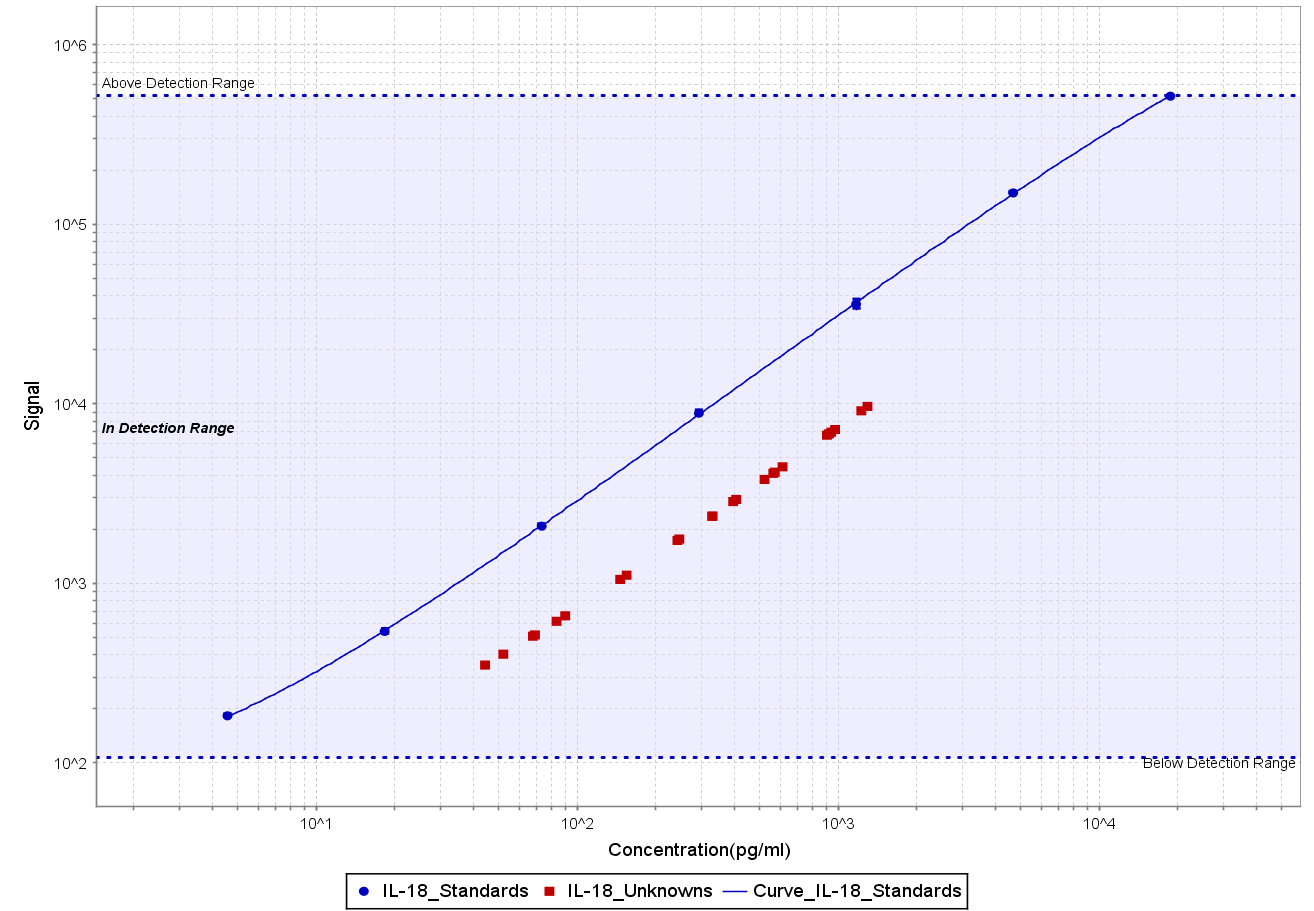 10^6
Above Detection Range
10^5
Signal
10^4
In Detection Range
10^3
10^2
Below Detection Range
10^1 10^2 10^3 10^4
Concentration(pg/ml)
IL-18_Standards IL-18_Unknowns Curve_IL-18_Standards